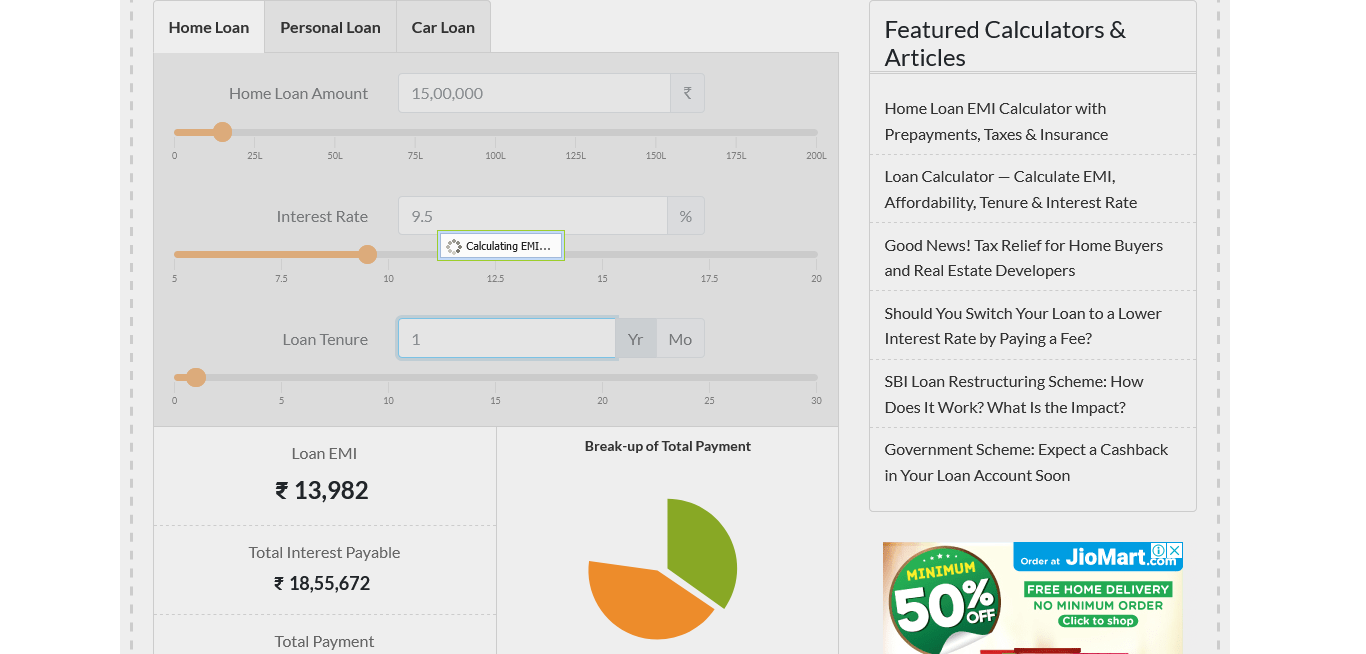 Home Loan
Personal Loan
Car Loan
Home Loan Amount
15,00,000
₹
0
25L
50L
75L
100L
125L
150L
175L
200L
Interest Rate
9.5
%
Calculating EMI...
5
7.5
10
12.5
15
17.5
20
Loan Tenure
1
Yr
Mo
0
5
10
15
20
25
30
Loan EMI
₹ 13,982
Total Interest Payable
₹ 18,55,672
Total Payment
Break-up of Total Payment
Featured Calculators &
Articles
Home Loan EMI Calculator with
Prepayments, Taxes & Insurance
Loan Calculator — Calculate EMI,
Affordability, Tenure & Interest Rate
Good News! Tax Relief for Home Buyers
and Real Estate Developers
Should You Switch Your Loan to a Lower
Interest Rate by Paying a Fee?
SBI Loan Restructuring Scheme: How
Does It Work? What Is the Impact?
Government Scheme: Expect a Cashback
in Your Loan Account Soon
MINIMUM
50% OFF
Order at JioMart.com
FREE HOME DELIVERY
NO MINIMUM ORDER
Click to shop